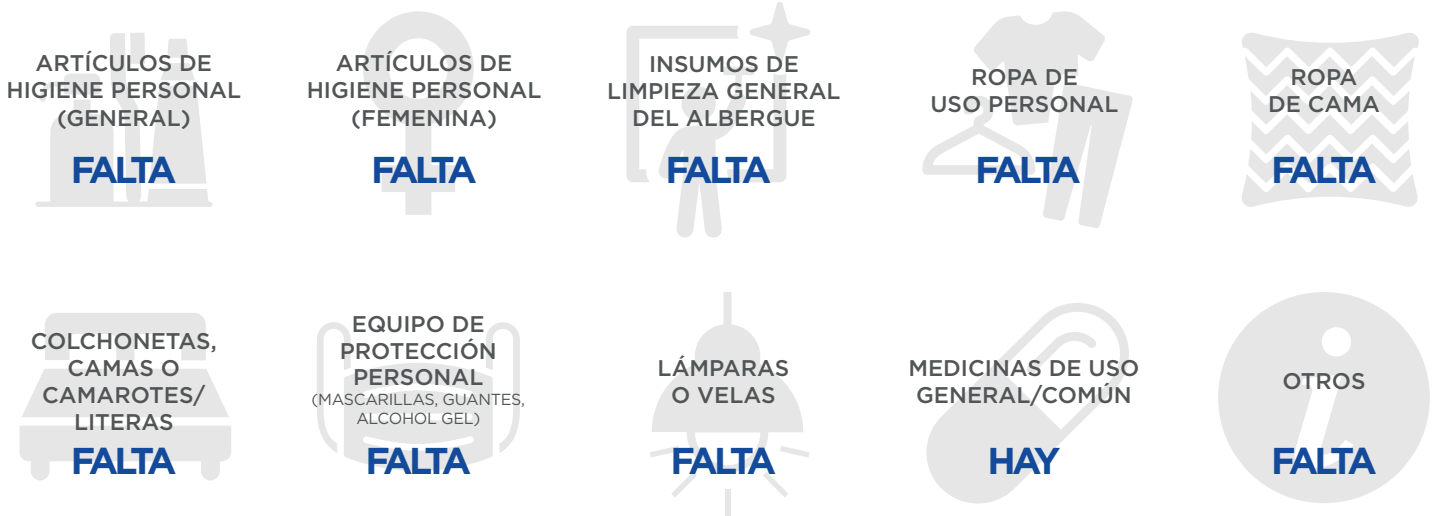 ARTÍCULOS DE
HIGIENE PERSONAL
(GENERAL)
FALTA
ARTÍCULOS DE
HIGIENE PERSONAL
(FEMENINA)
FALTA
INSUMOS DE
LIMPIEZA GENERAL
DEL ALBERGUE
FALTA
ROPA DE
USO PERSONAL
FALTA
ROPA
DE CAMA
FALTA
COLCHONETAS,
CAMAS O
CAMAROTES/
LITERAS
FALTA
EQUIPO DE
PROTECCIÓN
PERSONAL
(MASCARILLAS, GUANTES,
ALCOHOL GEL)
FALTA
LÁMPARAS
O VELAS
FALTA
MEDICINAS DE USO
GENERAL/COMÚN
HAY
OTROS
FALTA